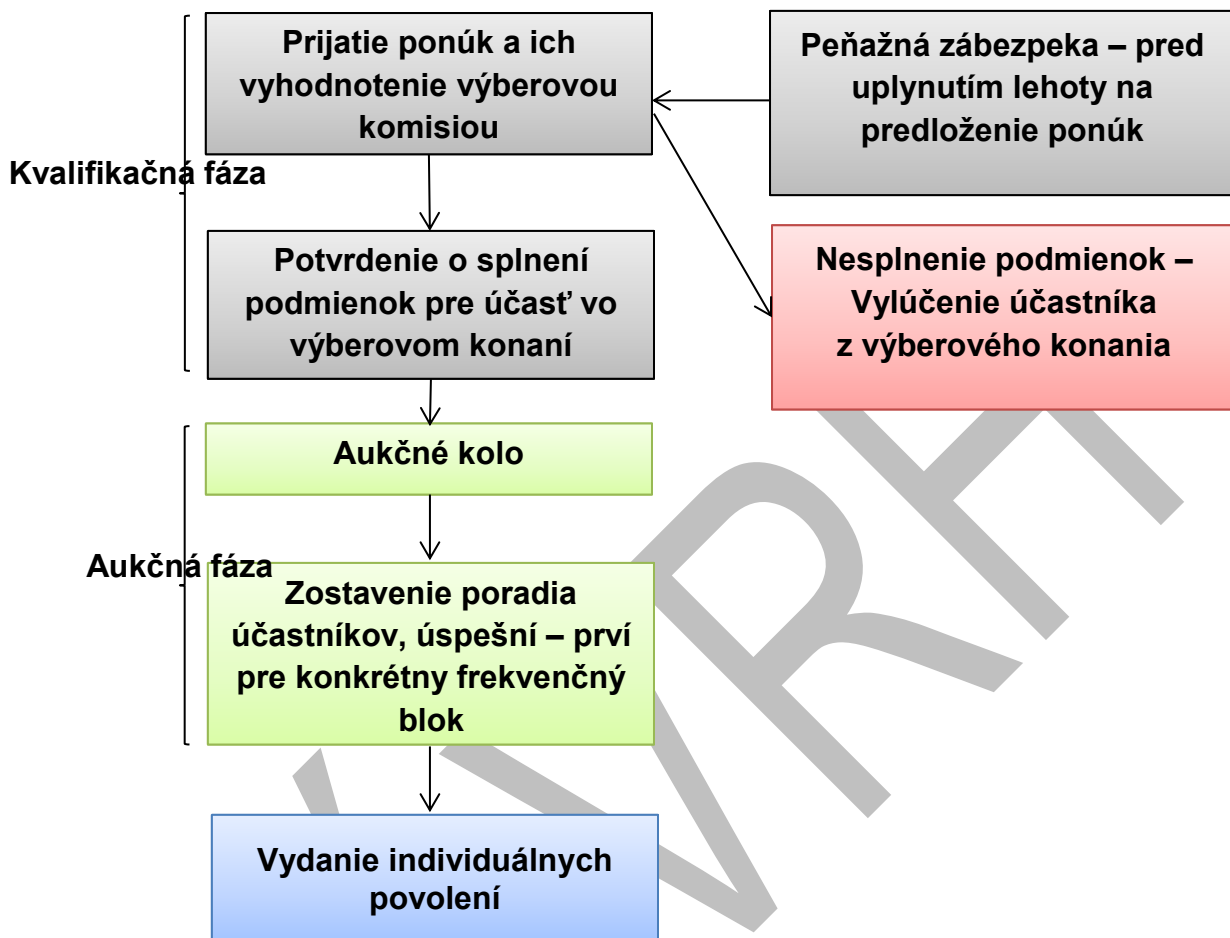 Prijatie ponúk a ich
vyhodnotenie výberovou
komisiou
Peňažná zábezpeka – pred
uplynutím lehoty na
predloženie ponúk
Kvalifikačná fáza
Potvrdenie o splnení
podmienok pre účasť vo
výberovom konaní
Nesplnenie podmienok –
Vylúčenie účastníka
z výberového konania
Aukčné kolo
Aukčná fáza
Zostavenie poradia
účastníkov, úspešní – prví
pre konkrétny frekvenčný
blok
Vydanie individuálnych
povolení